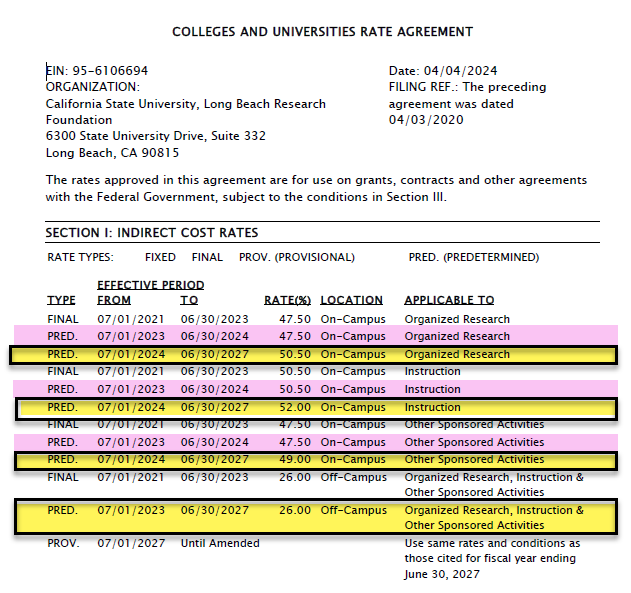 COLLEGES AND UNIVERSITIES RATE AGREEMENT
EIN: 95-6106694 Date: 04/04/2024
ORGANIZATION: FILING REF.: The preceding
California State University, Long Beach Research agreement was dated
Foundation 04/03/2020
6300 State University Drive, Suite 332
Long Beach, CA 90815
The rates approved in this agreement are for use on grants, contracts and other agreements
with the Federal Government, subject to the conditions in Section III.
SECTION I: INDIRECT COST RATES
RATE TYPES: FIXED FINAL PROV. (PROVISIONAL) PRED. (PREDETERMINED)
EFFECTIVE PERIOD
TYPE FROM TO RATE(%) LOCATION APPLICABLE TO
FINAL 07/01/2021 06/30/2023 47.50 On-Campus Organized Research
PRED. 07/01/2023 06/30/2024 47.50 On-Campus Organized Research
PRED. 07/01/2024 06/30/2027 50.50 On-Campus Organized Research
FINAL 07/01/2021 06/30/2023 50.50 On-Campus Instruction
PRED. 07/01/2023 06/30/2024 50.50 On-Campus Instruction
PRED. 07/01/2024 06/30/2027 52.00 On-Campus Instruction
FINAL 07/01/2021 06/30/2023 47.50 On-Campus Other Sponsored Activities
PRED. 07/01/2023 06/30/2024 47.50 On-Campus Other Sponsored Activities
PRED. 07/01/2024 06/30/2027 49.00 On-Campus Other Sponsored Activities
FINAL 07/01/2021 06/30/2023 26.00 Off-Campus Organized Research, Instruction &
Other Sponsored Activities
PRED. 07/01/2023 06/30/2027 26.00 Off-Campus Organized Research, Instruction &
Other Sponsored Activities
PROV. 07/01/2027 Until Amended Use same rates and conditions as
those cited for fiscal year ending
June 30, 2027